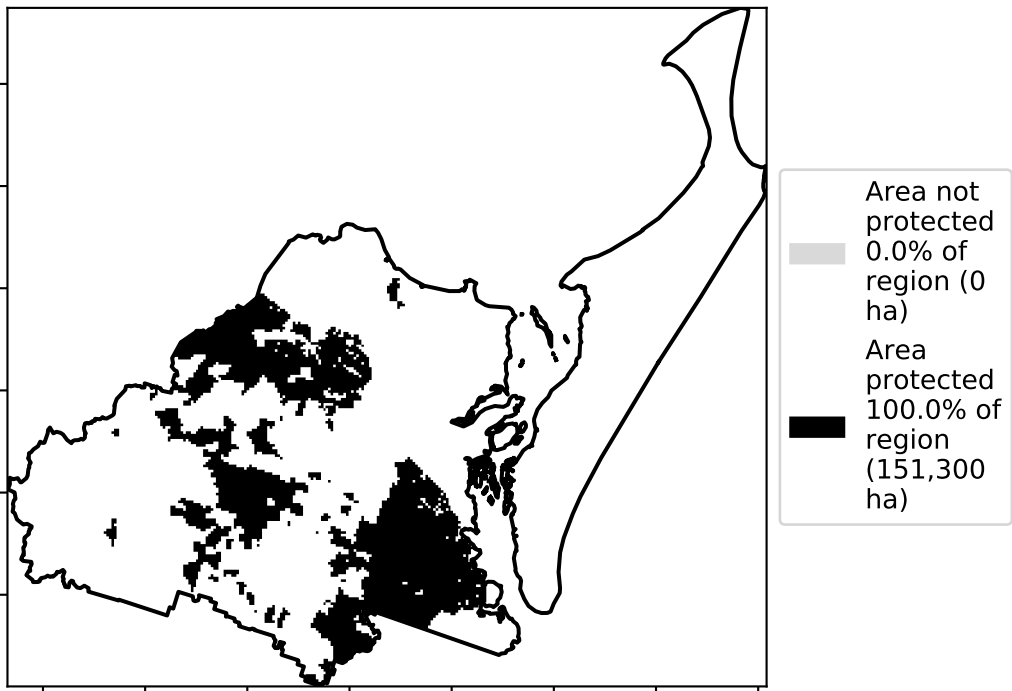 Area not
protected
0.0% of
region (0
ha)
Area
protected
100.0% of
region
(151,300
ha)